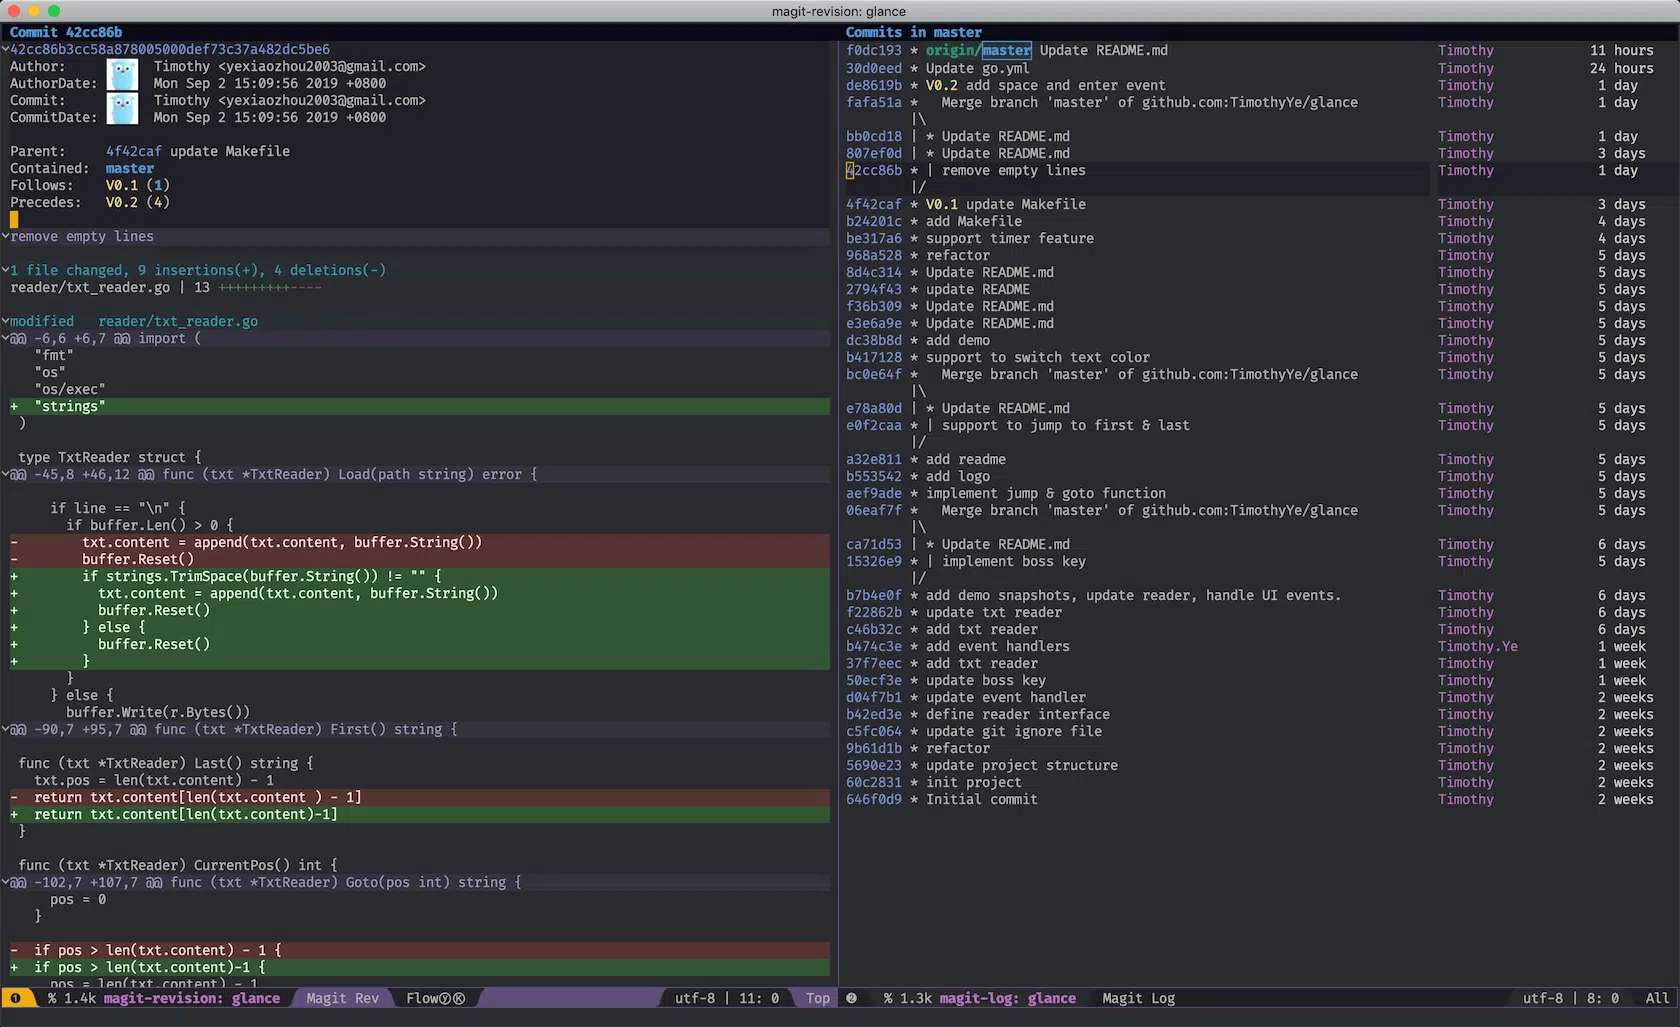 magit-revision: glance
Commit 42cc86b
42cc86b3cc58a878005000def73c37a482dc5be6
Author: Timothy <yexiaozhou2003@gmail.com>
AuthorDate: Mon Sep 2 15:09:56 2019 +0800
Commit: Timothy <yexiaozhou2003@gmail.com>
CommitDate: Mon Sep 2 15:09:56 2019 +0800
Parent: 4f42caf update Makefile
Contained: master
Follows: V0.1 (1)
Precedes: V0.2 (4)
remove empty lines
1 file changed, 9 insertions(+), 4 deletions(-)
reader/txt_reader.go | 13 +++++++++----
modified reader/txt_reader.go
@@ -6,6 +6,7 @@ import (
"fmt"
"os"
"os/exec"
+ "strings"
)
type TxtReader struct {
@@ -45,8 +46,12 @@ func (txt *TxtReader) Load(path string) error {
if line == "\n" {
if buffer.Len() > 0 {
- txt.content = append(txt.content, buffer.String())
- buffer.Reset()
+ if strings.TrimSpace(buffer.String()) != "" {
+ txt.content = append(txt.content, buffer.String())
+ buffer.Reset()
+ } else {
+ buffer.Reset()
+ }
}
} else {
buffer.Write(r.Bytes())
@@ -90,7 +95,7 @@ func (txt *TxtReader) First() string {
func (txt *TxtReader) Last() string {
txt.pos = len(txt.content) - 1
- return txt.content[len(txt.content ) - 1]
+ return txt.content[len(txt.content)-1]
}
func (txt *TxtReader) CurrentPos() int {
@@ -102,7 +107,7 @@ func (txt *TxtReader) Goto(pos int) string {
pos = 0
}
- if pos > len(txt.content) - 1 {
+ if pos > len(txt.content)-1 {
pos = len(txt.content) - 1
❶ % 1.4k magit-revision: glance Magit Rev FlowⓨⓀ utf-8 | 11: 0 Top
Commits in master
f0dc193 * origin/master Update README.md Timothy 11 hours
30d0eed * Update go.yml Timothy 24 hours
de8619b * V0.2 add space and enter event Timothy 1 day
fafa51a * Merge branch 'master' of github.com:TimothyYe/glance Timothy 1 day
|\
bb0cd18 | * Update README.md Timothy 1 day
807ef0d | * Update README.md Timothy 3 days
42cc86b * | remove empty lines Timothy 1 day
|/
4f42caf * V0.1 update Makefile Timothy 3 days
b24201c * add Makefile Timothy 4 days
be317a6 * support timer feature Timothy 4 days
968a528 * refactor Timothy 5 days
8d4c314 * Update README.md Timothy 5 days
2794f43 * update README Timothy 5 days
f36b309 * Update README.md Timothy 5 days
e3e6a9e * Update README.md Timothy 5 days
dc38b8d * add demo Timothy 5 days
b417128 * support to switch text color Timothy 5 days
bc0e64f * Merge branch 'master' of github.com:TimothyYe/glance Timothy 5 days
|\
e78a80d | * Update README.md Timothy 5 days
e0f2caa * | support to jump to first & last Timothy 5 days
|/
a32e811 * add readme Timothy 5 days
b553542 * add logo Timothy 5 days
aef9ade * implement jump & goto function Timothy 5 days
06eaf7f * Merge branch 'master' of github.com:TimothyYe/glance Timothy 5 days
|\
ca71d53 | * Update README.md Timothy 6 days
15326e9 * | implement boss key Timothy 5 days
|/
b7b4e0f * add demo snapshots, update reader, handle UI events. Timothy 6 days
f22862b * update txt reader Timothy 6 days
c46b32c * add txt reader Timothy 6 days
b474c3e * add event handlers Timothy.Ye 1 week
37f7eec * add txt reader Timothy 1 week
50ecf3e * update boss key Timothy 1 week
d04f7b1 * update event handler Timothy 2 weeks
b42ed3e * define reader interface Timothy 2 weeks
c5fc064 * update git ignore file Timothy 2 weeks
9b61d1b * refactor Timothy 2 weeks
5690e23 * update project structure Timothy 2 weeks
60c2831 * init project Timothy 2 weeks
646f0d9 * Initial commit Timothy 2 weeks
❷ % 1.3k magit-log: glance Magit Log utf-8 | 8: 0 All